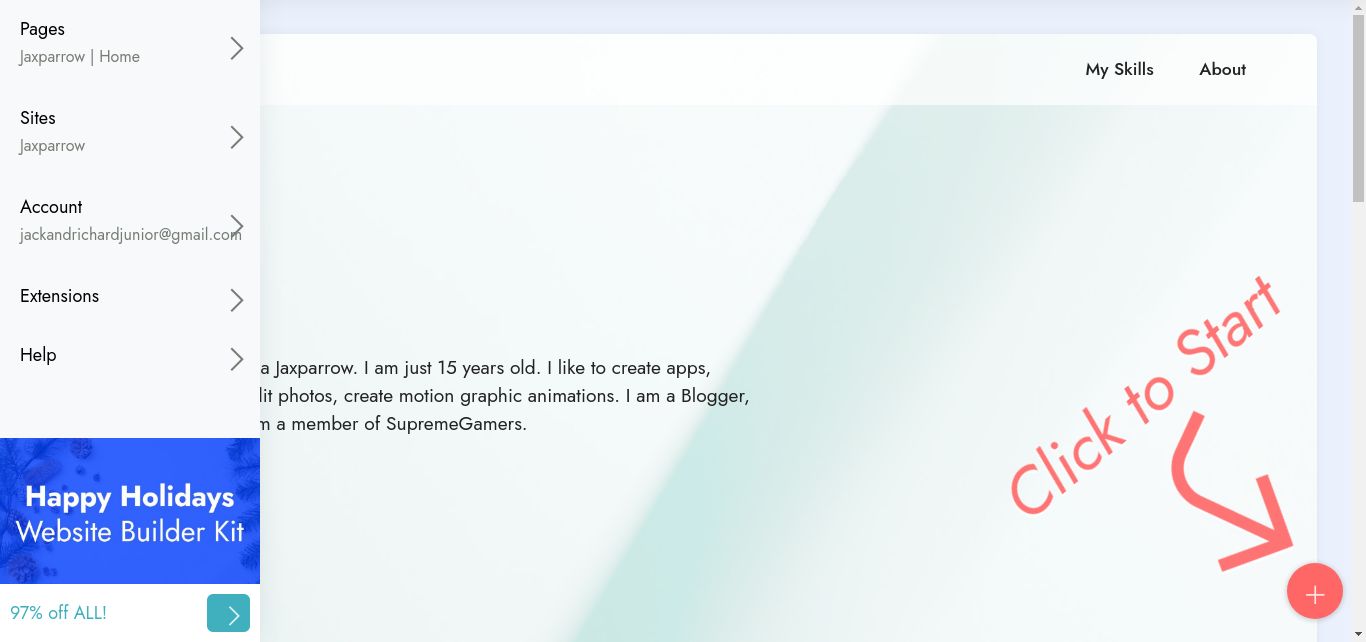 Pages
Jaxparrow | Home
Sites
Jaxparrow
Account
jackandrichardjunior@gmail.com
Extensions
Help
Happy Holidays
Website Builder Kit
97% off ALL!
My Skills
About
a Jaxparrow. I am just 15 years old. I like to create apps,
dit photos, create motion graphic animations. I am a Blogger,
m a member of SupremeGamers.
Click to Start